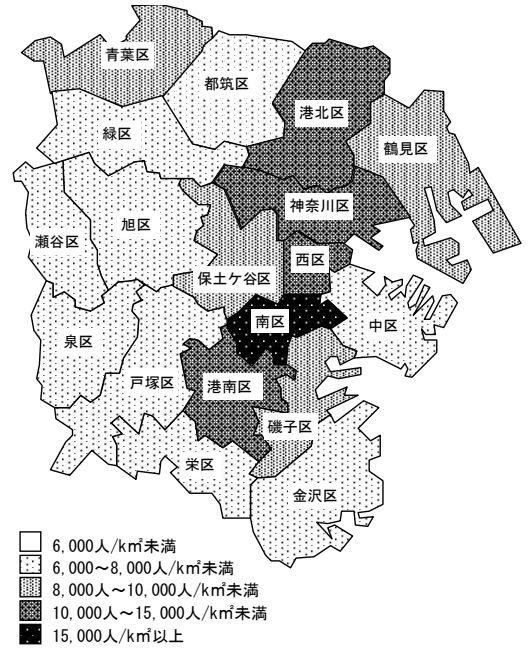 青葉区
都筑区
港北区
緑区
鶴見区
神奈川区
旭区
瀬谷区
西区
保土ケ谷区
南区
中区
泉区
戸塚区
港南区
磯子区
栄区
金沢区
6,000人/k㎡未満
6,000～8,000人/k㎡未満
8,000人～10,000人/k㎡未満
10,000人～15,000人/k㎡未満
15,000人/k㎡以上